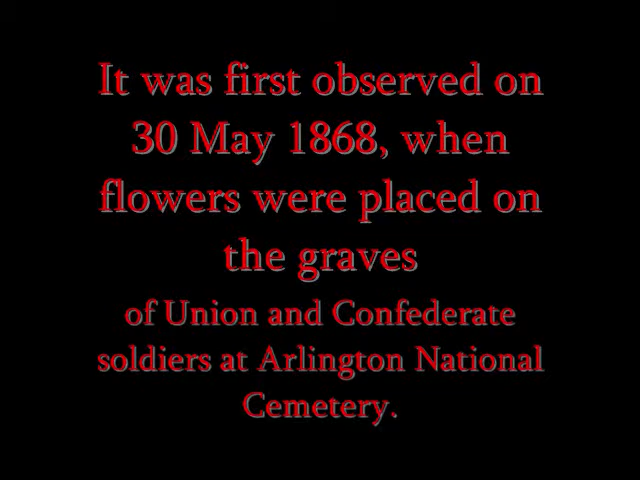 It was first observed on
30 May 1868, when
flowers were placed on
the graves
of Union and Confederate
soldiers at Arlington National
Cemetery.